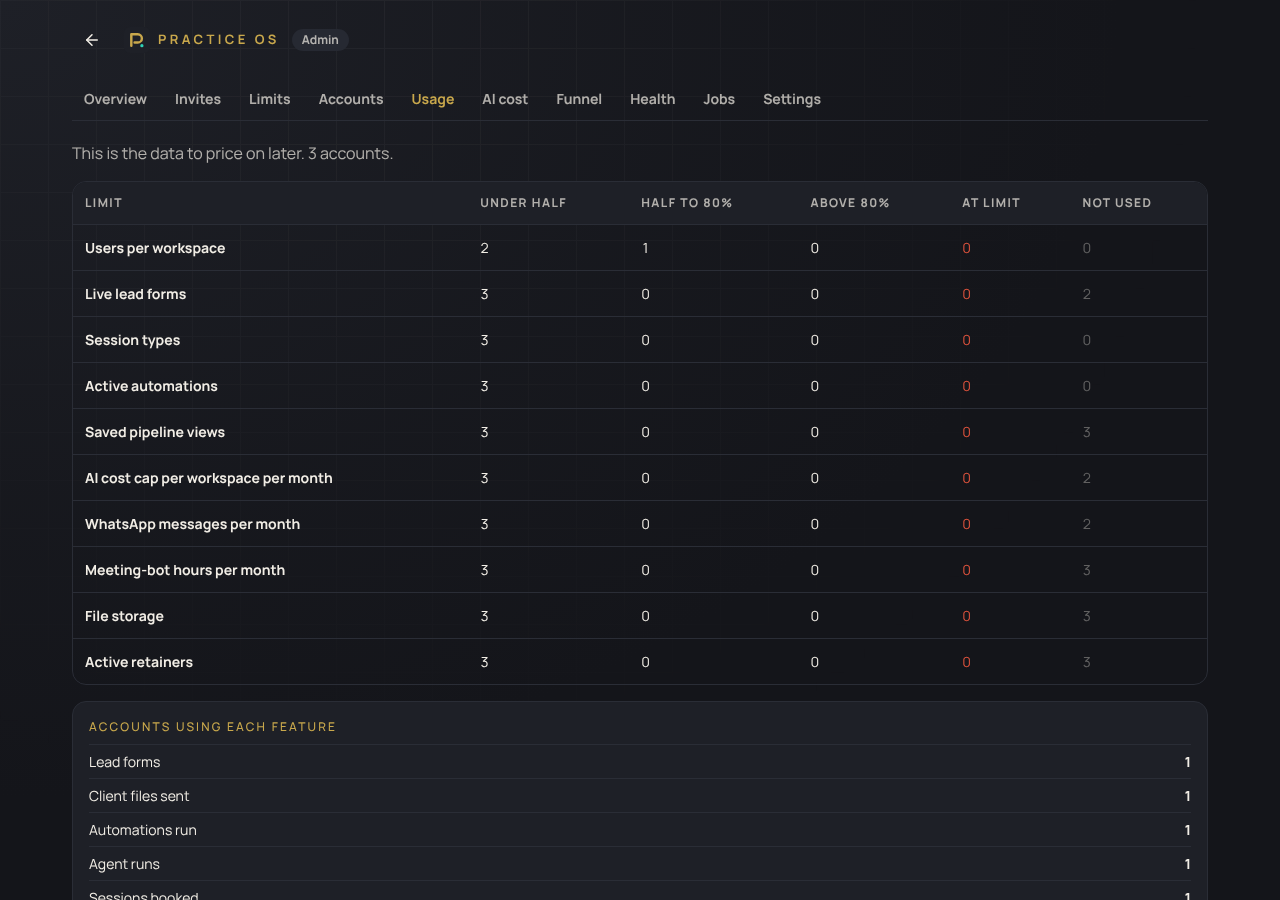 PRACTICE OS Admin
Overview Invites Limits Accounts Usage AI cost Funnel Health Jobs Settings
This is the data to price on later. 3 accounts.
LIMIT UNDER HALF HALF TO 80% ABOVE 80% AT LIMIT NOT USED
Users per workspace 2 1 0 0 0
Live lead forms 3 0 0 0 2
Session types 3 0 0 0 0
Active automations 3 0 0 0 0
Saved pipeline views 3 0 0 0 3
AI cost cap per workspace per month 3 0 0 0 2
WhatsApp messages per month 3 0 0 0 2
Meeting-bot hours per month 3 0 0 0 3
File storage 3 0 0 0 3
Active retainers 3 0 0 0 3
ACCOUNTS USING EACH FEATURE
Lead forms 1
Client files sent 1
Automations run 1
Agent runs 1
Sessions booked 1